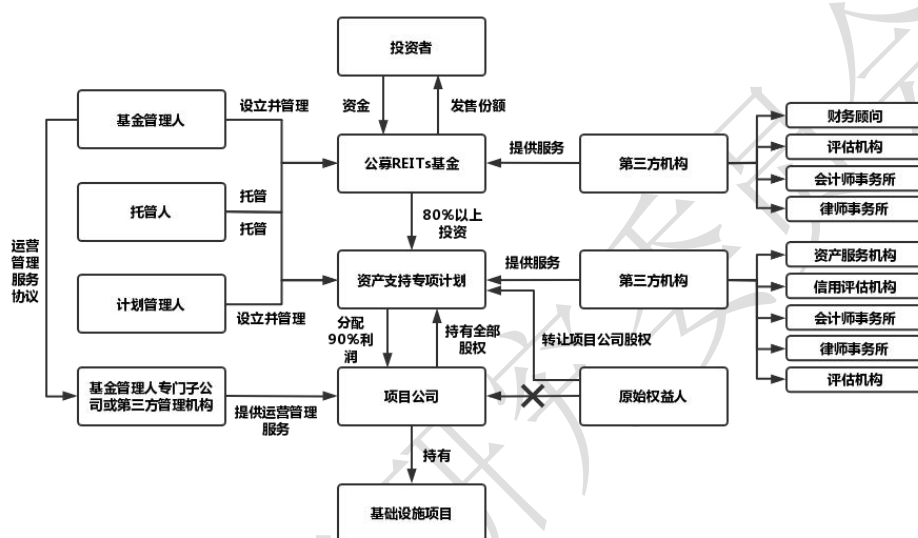 投资者
资金
发售份额
基金管理人
设立并管理
公募REITs基金
提供服务
第三方机构
财务顾问
评估机构
会计师事务所
律师事务所
托管人
托管
托管
80%以上
投资
运营
管理
服务
协议
计划管理人
设立并管理
资产支持专项计划
提供服务
第三方机构
资产服务机构
信用评估机构
会计师事务所
律师事务所
评估机构
分配
90%利
润
持有全部
股权
转让项目公司股权
基金管理人专门子公
司或第三方管理机构
提供运营管理
服务
项目公司
原始权益人
持有
基础设施项目